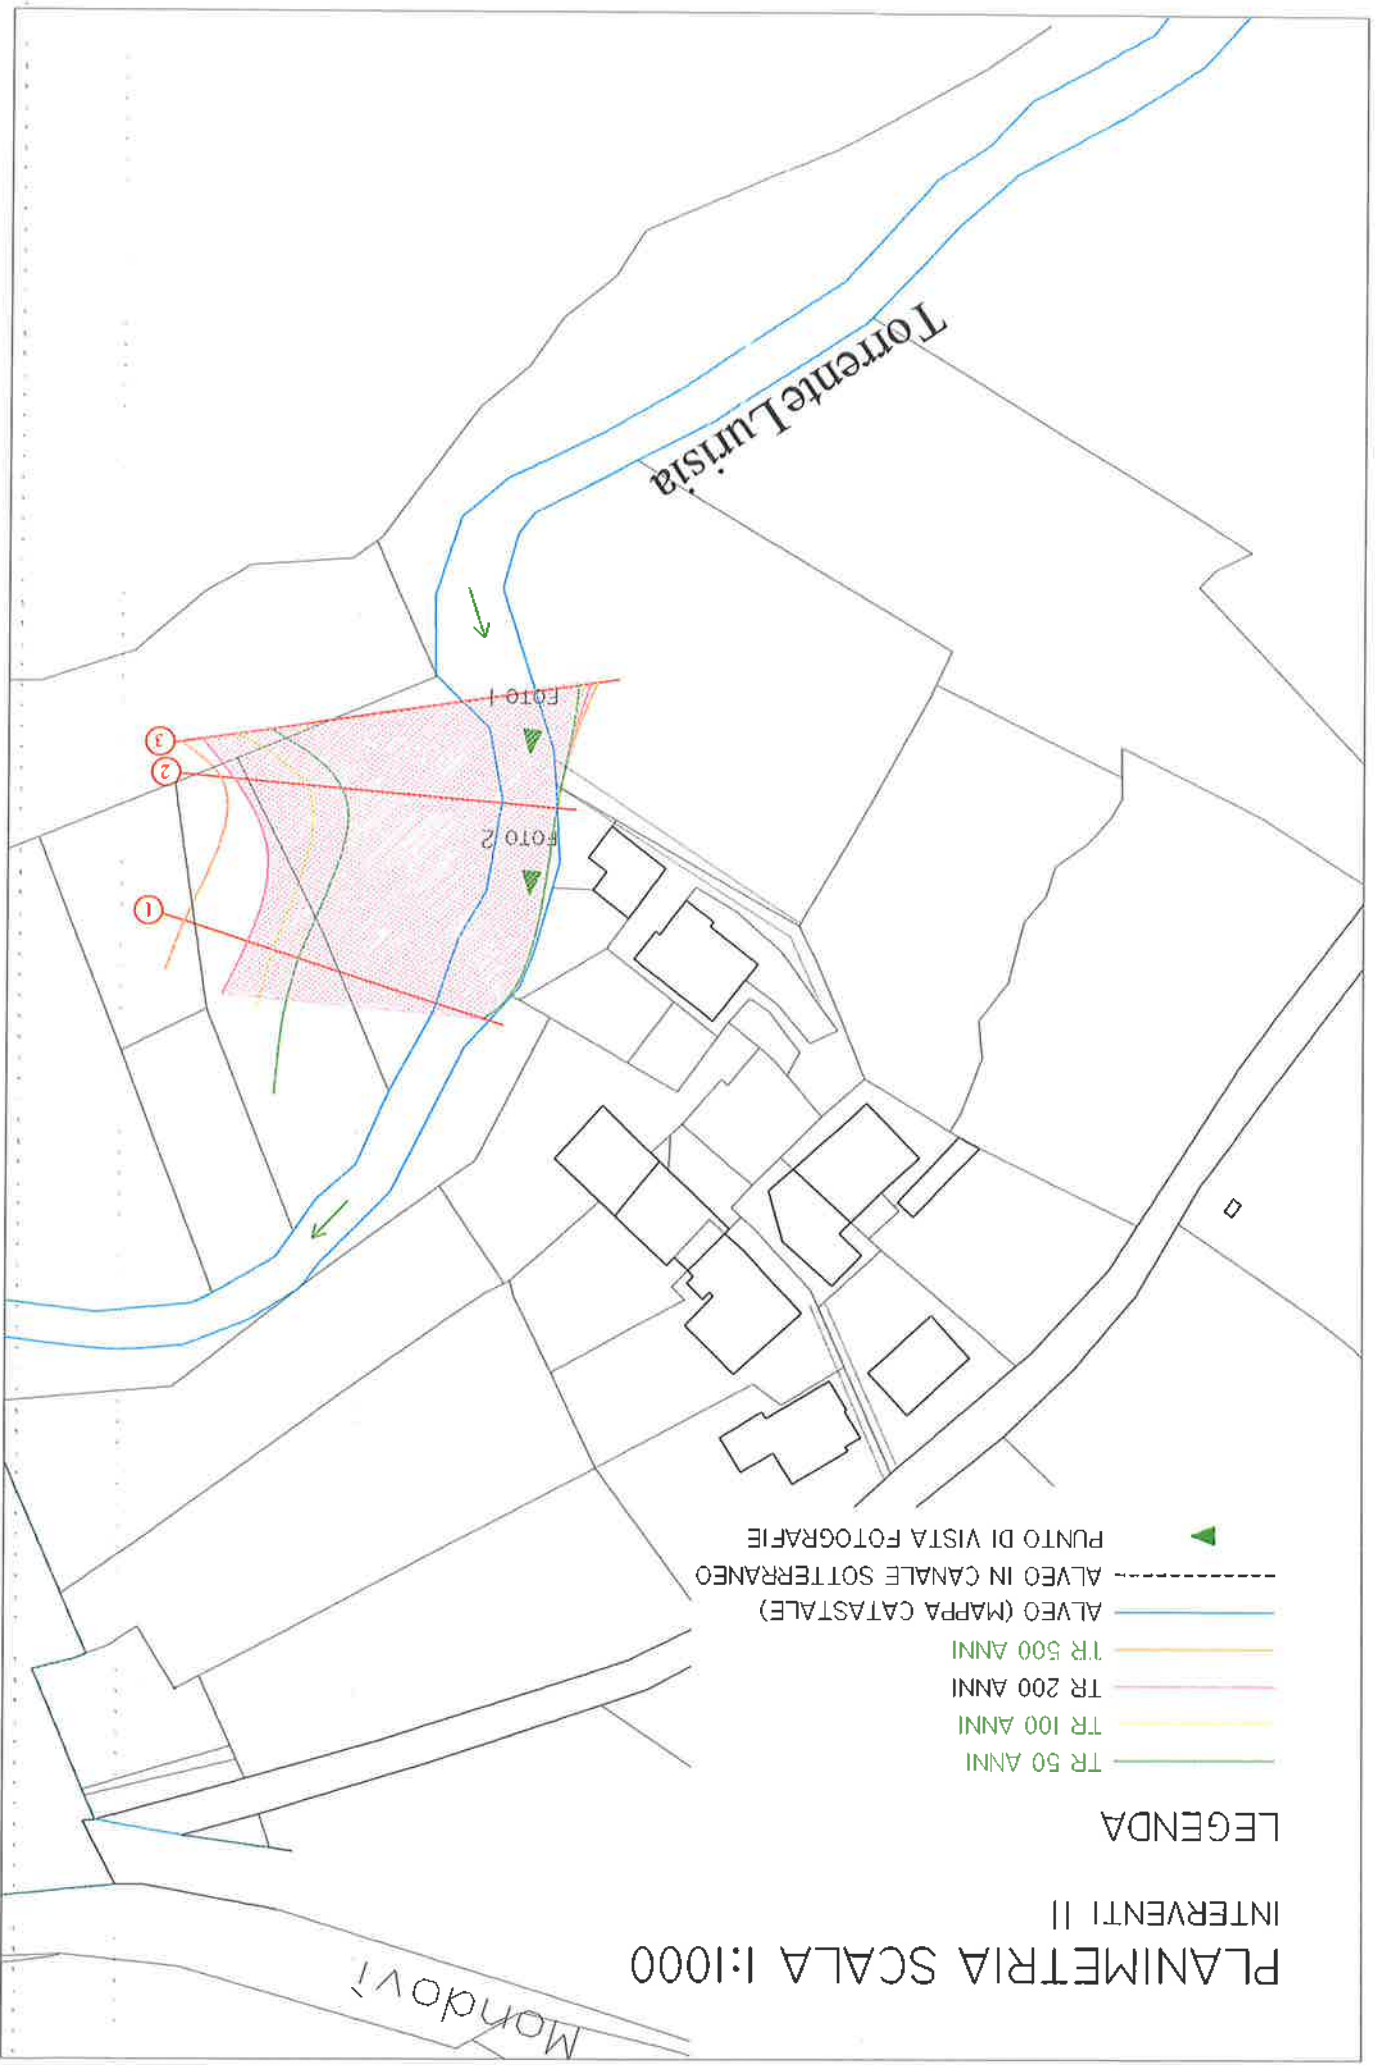 Mondovì
PLANIMETRIA SCALA 1:1000
INTERVENTI 11
LEGENDA
TR 50 ANNI
TR 100 ANNI
TR 200 ANNI
TR 500 ANNI
ALVEO (MAPPA CATASTALE)
ALVEO IN CANALE SOTTERRANEO
PUNTO DI VISTA FOTOGRAFIE
1
FOTO 2
2
3
FOTO 1
Torrente Lurisia